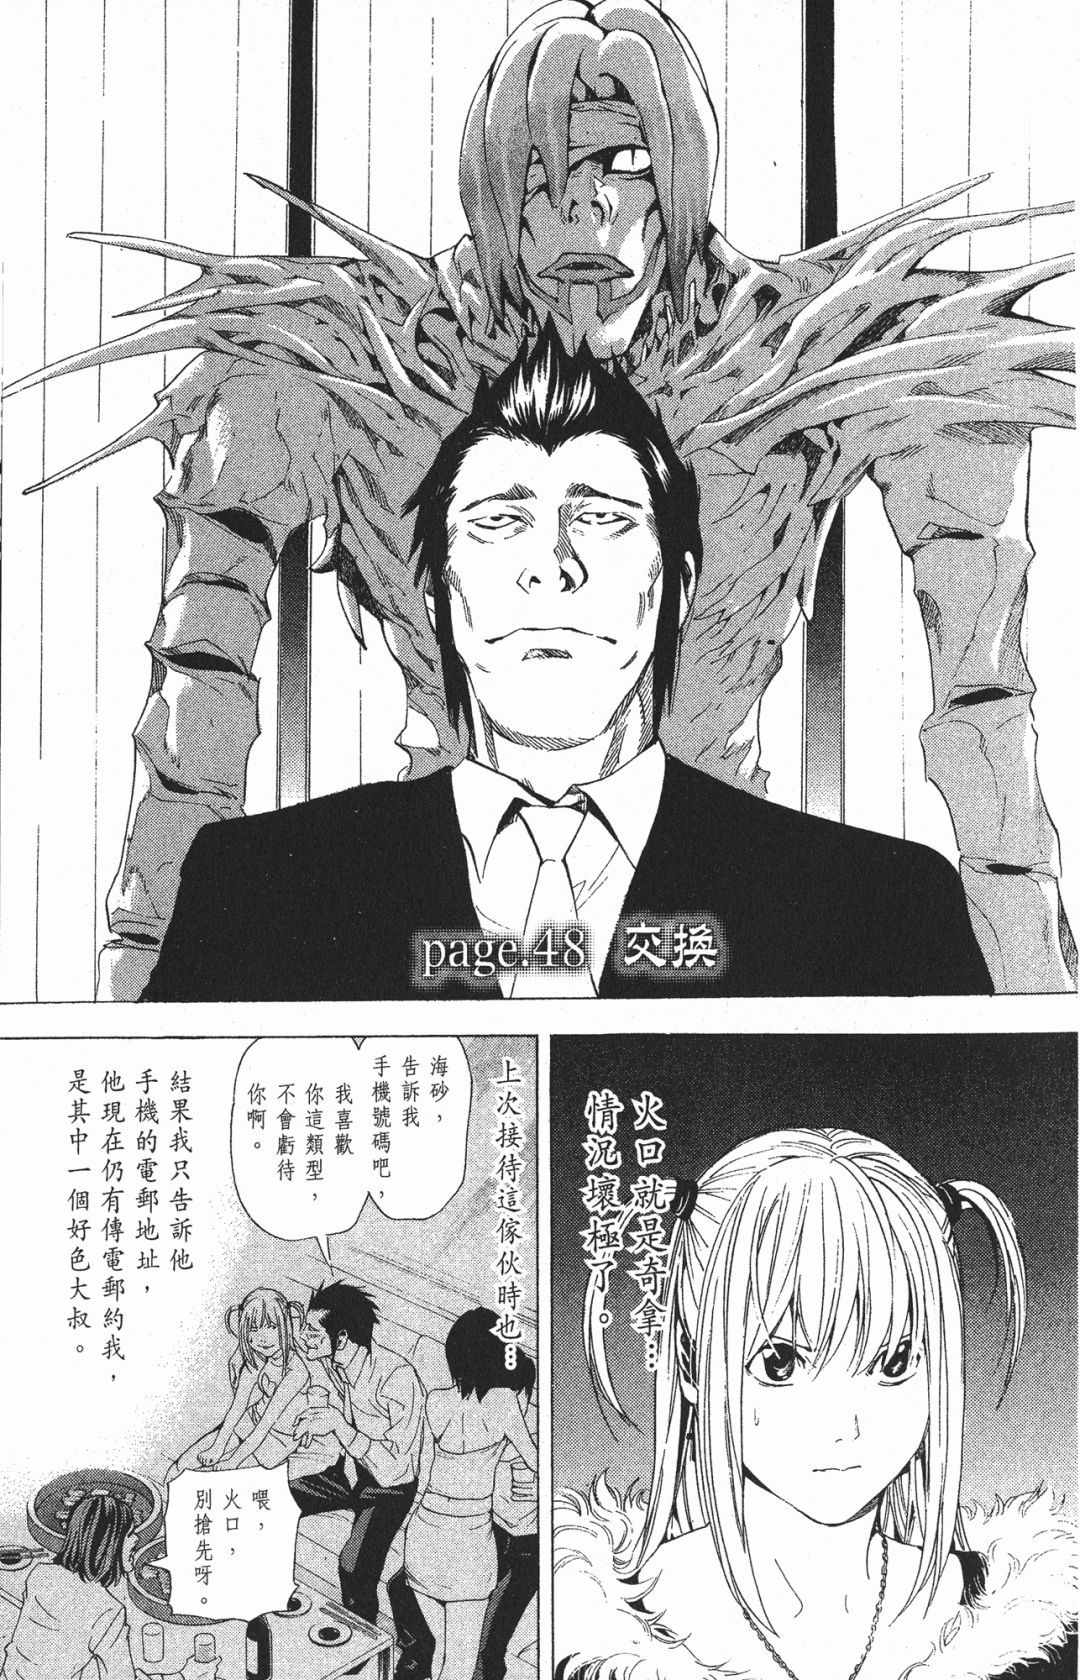 page.48 交換
火口就是奇拿…
情況壞極了。
上次接待這傢伙時也…
海砂，
告訴我
手機號碼吧，
我喜歡
你這類型，
不會虧待
你啊。
喂，
火口，
別搶先呀。
結果我只告訴他
手機的電郵地址，
他現在仍有傳電郵約我，
是其中一個好色大叔。